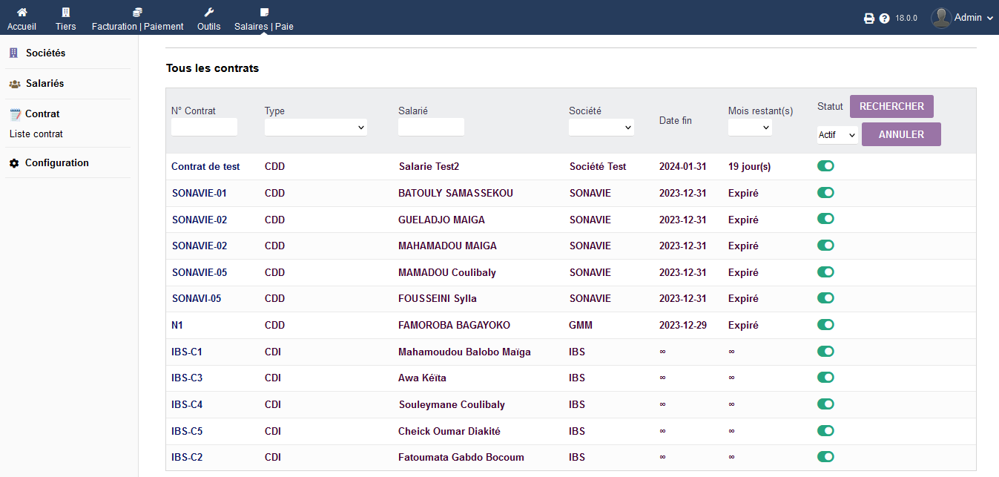 Accueil Tiers Facturation | Paiement Outils Salaires | Paie 18.0.0 Admin
Sociétés
Salariés
Contrat
Liste contrat
Configuration
Tous les contrats
N° Contrat Type Salarié Société Date fin Mois restant(s) Statut RECHERCHER
Actif ANNULER
Contrat de test CDD Salarie Test2 Société Test 2024-01-31 19 jour(s)
SONAVIE-01 CDD BATOULY SAMASSEKOU SONAVIE 2023-12-31 Expiré
SONAVIE-02 CDD GUELADJO MAIGA SONAVIE 2023-12-31 Expiré
SONAVIE-02 CDD MAHAMADOU MAIGA SONAVIE 2023-12-31 Expiré
SONAVIE-05 CDD MAMADOU Coulibaly SONAVIE 2023-12-31 Expiré
SONAVI-05 CDD FOUSSEINI Sylla SONAVIE 2023-12-31 Expiré
N1 CDD FAMOROBA BAGAYOKO GMM 2023-12-29 Expiré
IBS-C1 CDI Mahamoudou Balobo Maïga IBS ∞ ∞
IBS-C3 CDI Awa Kéïta IBS ∞ ∞
IBS-C4 CDI Souleymane Coulibaly IBS ∞ ∞
IBS-C5 CDI Cheick Oumar Diakité IBS ∞ ∞
IBS-C2 CDI Fatoumata Gabdo Bocoum IBS ∞ ∞